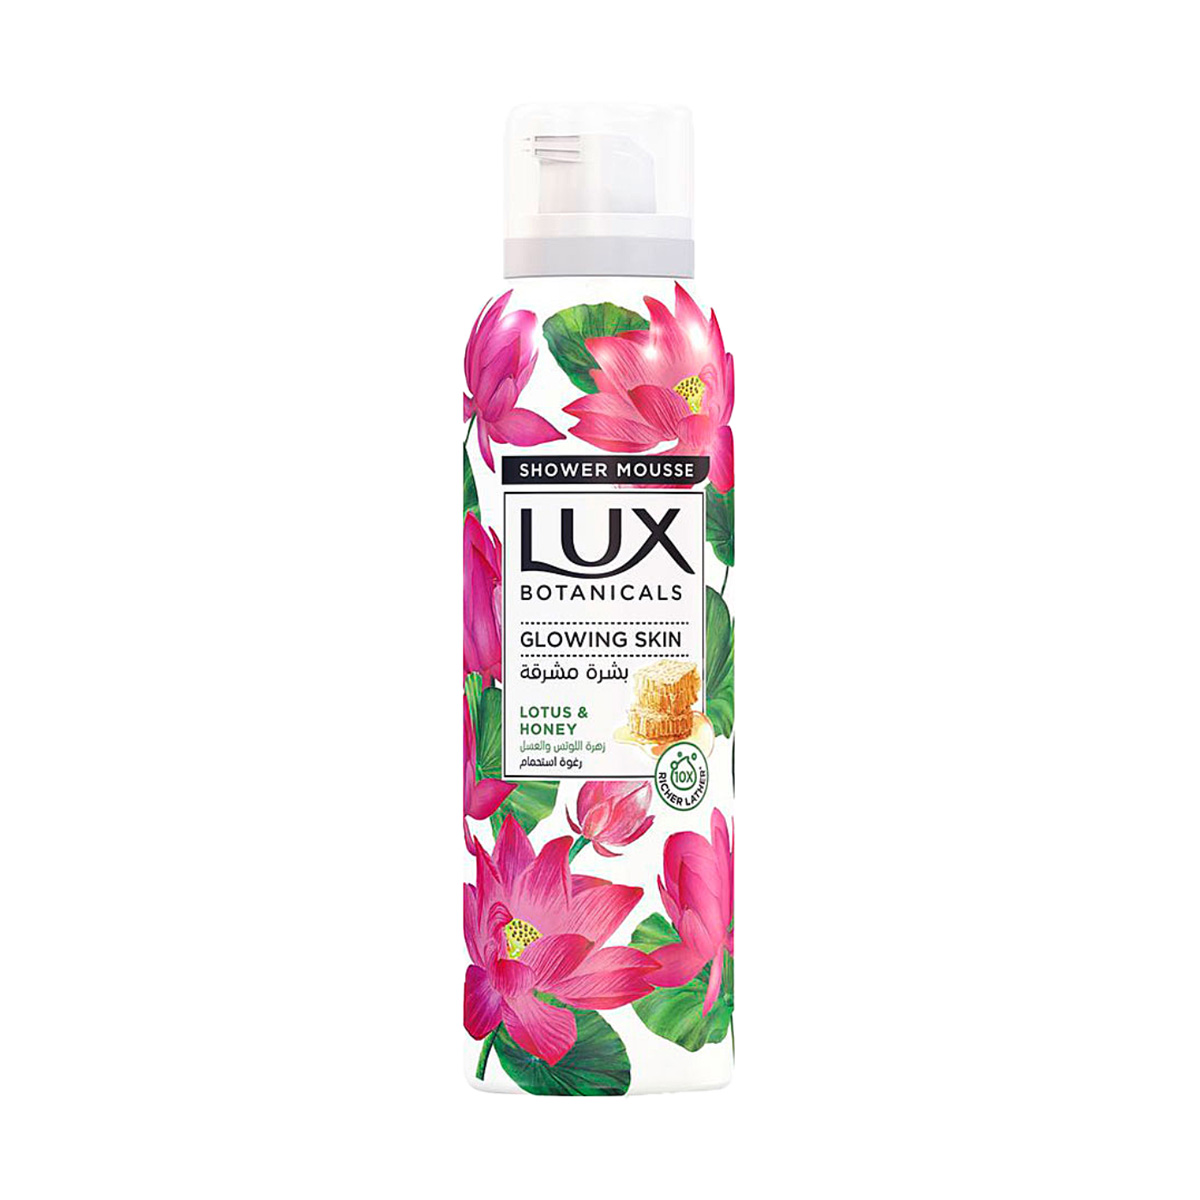 SHOWER MOUSSE
LUX
BOTANICALS
GLOWING SKIN
بشرة مشرقة
LOTUS &
HONEY
زهرة اللوتس والعسل
رغوة استحمام
10X
RICHER LATHER*